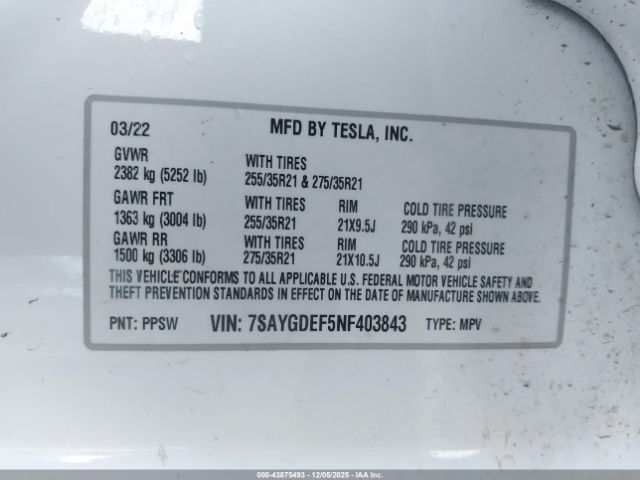 03/22 MFD BY TESLA, INC.
GVWR WITH TIRES
2382 kg (5252 lb) 255/35R21 & 275/35R21
GAWR FRT WITH TIRES RIM COLD TIRE PRESSURE
1363 kg (3004 lb) 255/35R21 21X9.5J 290 kPa, 42 psi
GAWR RR WITH TIRES RIM COLD TIRE PRESSURE
1500 kg (3306 lb) 275/35R21 21X10.5J 290 kPa, 42 psi
THIS VEHICLE CONFORMS TO ALL APPLICABLE U.S. FEDERAL MOTOR VEHICLE SAFETY AND
THEFT PREVENTION STANDARDS IN EFFECT ON THE DATE OF MANUFACTURE SHOWN ABOVE.
PNT: PPSW VIN: 7SAYGDEF5NF403843 TYPE: MPV
000-43875493 - 12/05/2025 - IAAI.COM